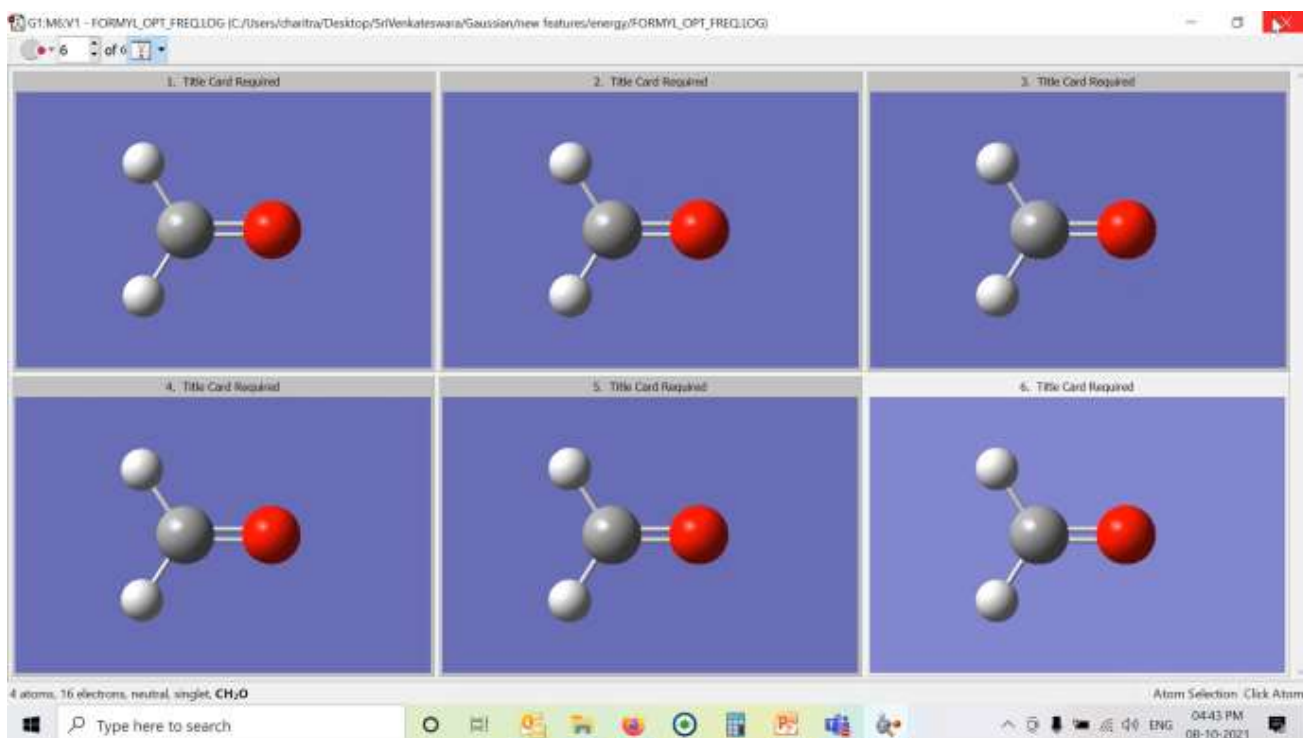 G1:M6:V1 - FORMYL_OPT_FREQ.LOG (C:/Users/charitra/Desktop/SriVenkateswara/Gaussian/new features/energy/FORMYL_OPT_FREQ.LOG)
6 of 6
1. Title Card Required
2. Title Card Required
3. Title Card Required
4. Title Card Required
5. Title Card Required
6. Title Card Required
4 atoms, 16 electrons, neutral, singlet, CH₂O
Atom Selection Click Atom
Type here to search
ENG
04:43 PM
08-10-2021